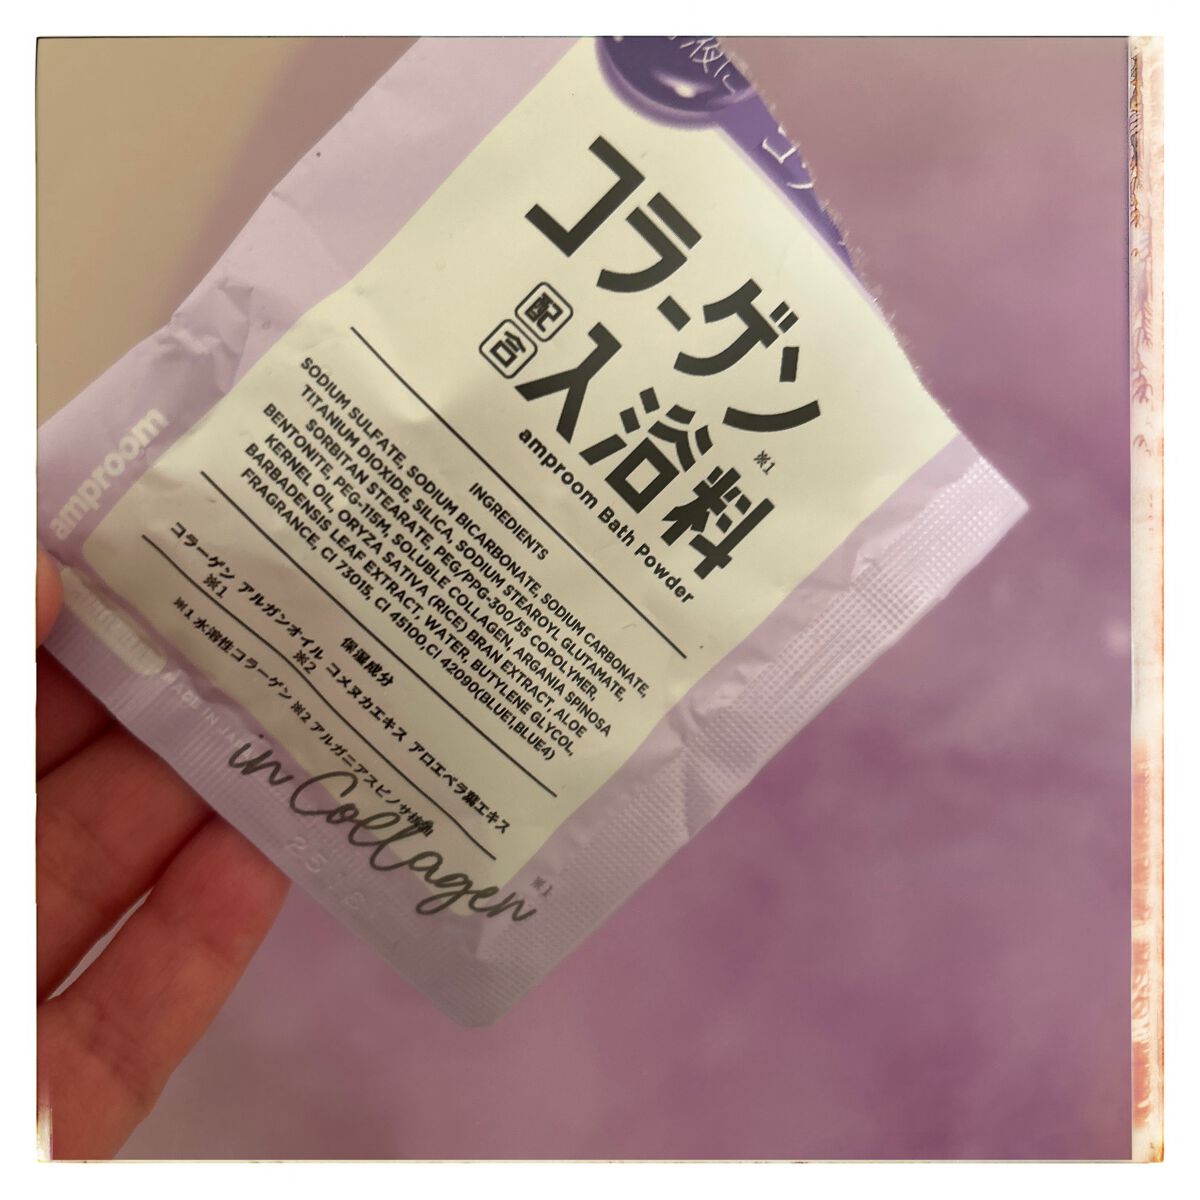 液に
コラ
コラーゲン
※1
配合
入浴料
amproom Bath Powder
INGREDIENTS
SODIUM SULFATE, SODIUM BICARBONATE, SODIUM CARBONATE,
TITANIUM DIOXIDE, SILICA, SODIUM STEAROYL GLUTAMATE,
SORBITAN STEARATE, PEG/PPG-300/55 COPOLYMER,
BENTONITE, PEG-115M, SOLUBLE COLLAGEN, ARGANIA SPINOSA
KERNEL OIL, ORYZA SATIVA (RICE) BRAN EXTRACT, ALOE
BARBADENSIS LEAF EXTRACT, WATER, BUTYLENE GLYCOL,
FRAGRANCE, CI 73015, CI 45100,CI 42090(BLUE1,BLUE4)
保湿成分
コラーゲン アルガンオイル コメヌカエキス アロエベラ葉エキス
※1 ※2
※1 水溶性コラーゲン ※2 アルガニアスピノサ核油
amproom
MADE IN
in Collagen
※1